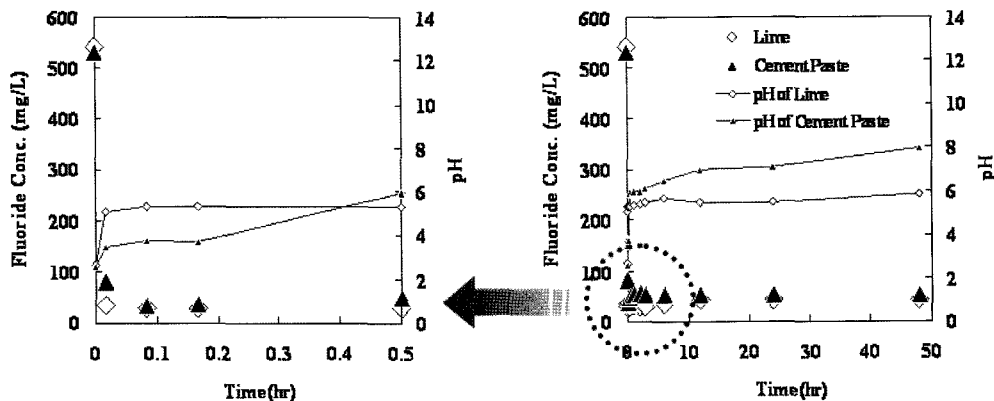 600
500
400
300
200
100
0
Fluoride Conc. (mg/L)
14
12
10
8
6
4
2
0
pH
0 0.1 0.2 0.3 0.4 0.5
Time(hr)
600
500
400
300
200
100
0
Fluoride Conc. (mg/L)
Lime
Cement Paste
pH of Lime
pH of Cement Paste
14
12
10
8
6
4
2
0
pH
0 10 20 30 40 50
Time(hr)